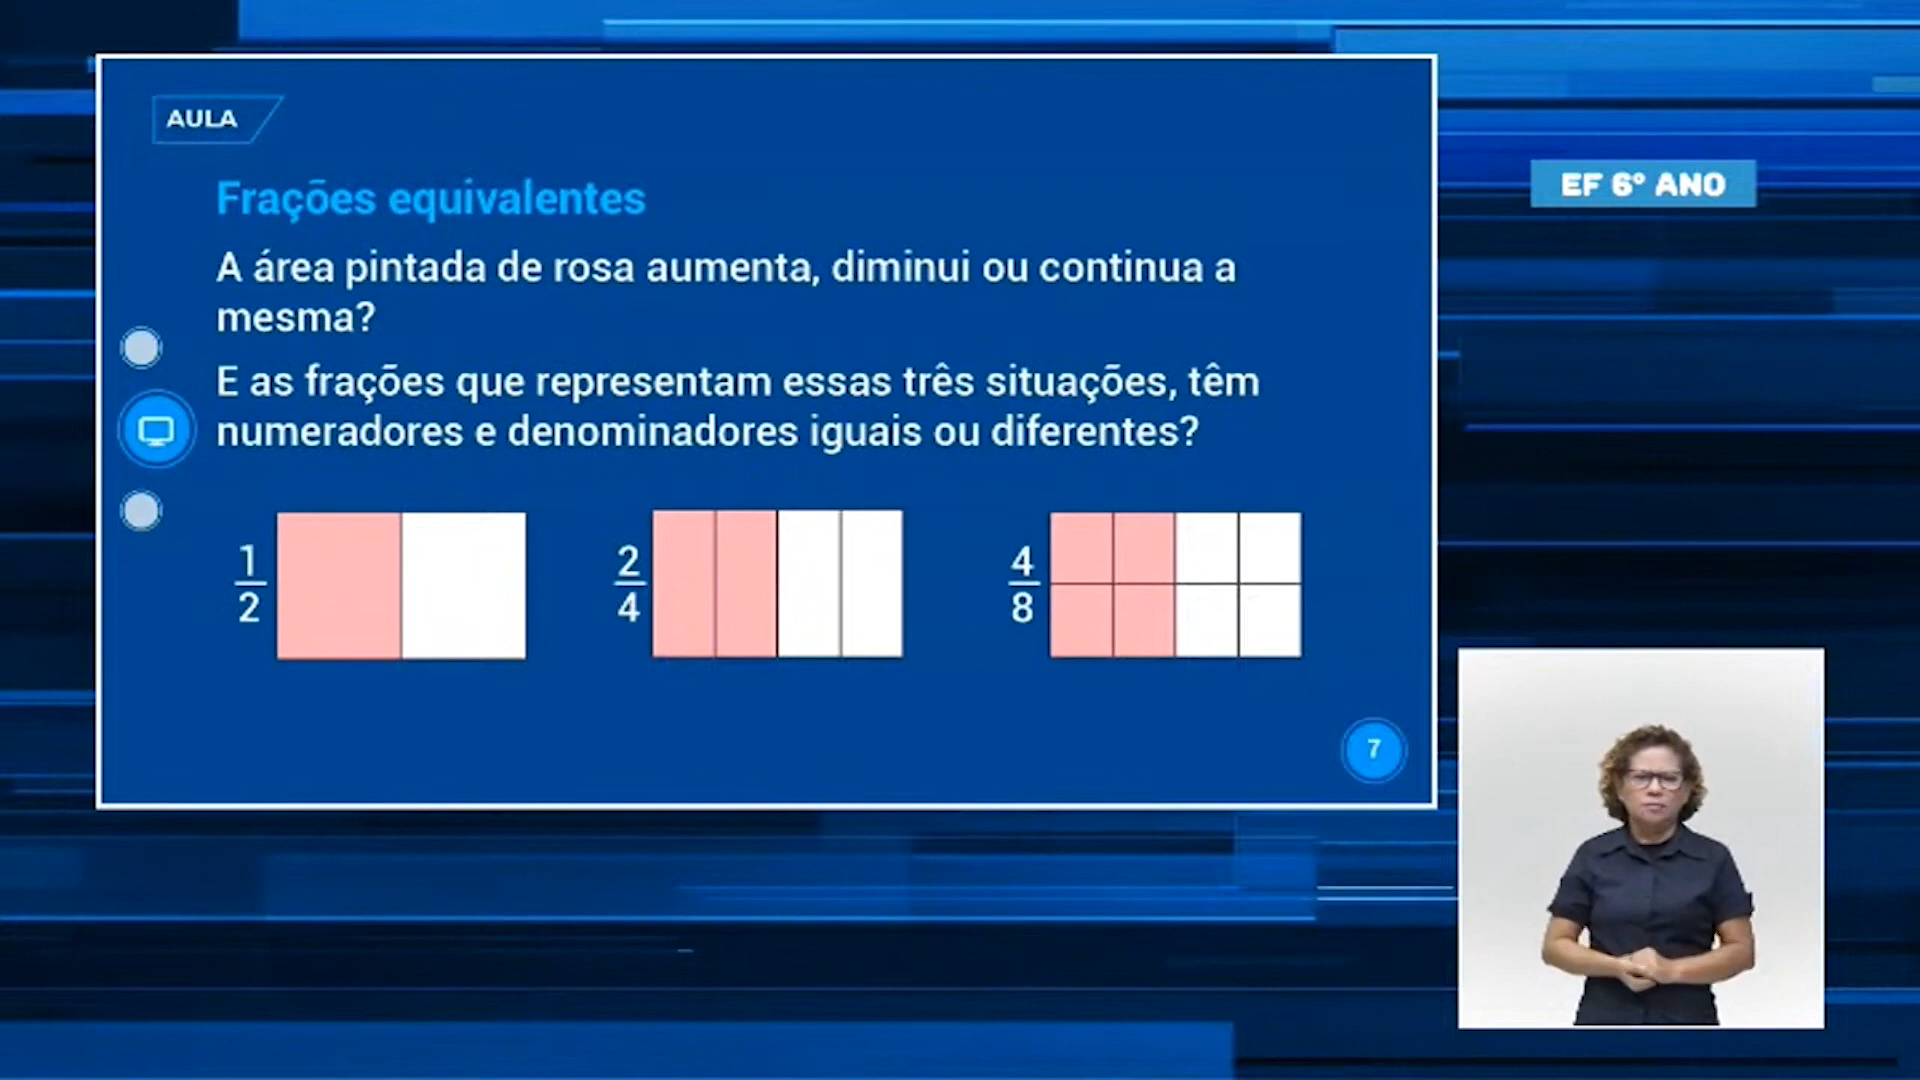 AULA
EF 6º ANO
Frações equivalentes
A área pintada de rosa aumenta, diminui ou continua a
mesma?
E as frações que representam essas três situações, têm
numeradores e denominadores iguais ou diferentes?
1
2
2
4
4
8
7